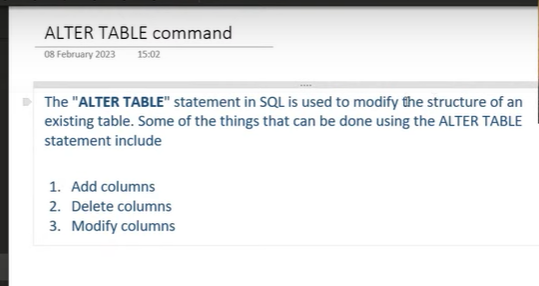 ALTER TABLE command
08 February 2023 15:02
The "ALTER TABLE" statement in SQL is used to modify the structure of an
existing table. Some of the things that can be done using the ALTER TABLE
statement include
1. Add columns
2. Delete columns
3. Modify columns